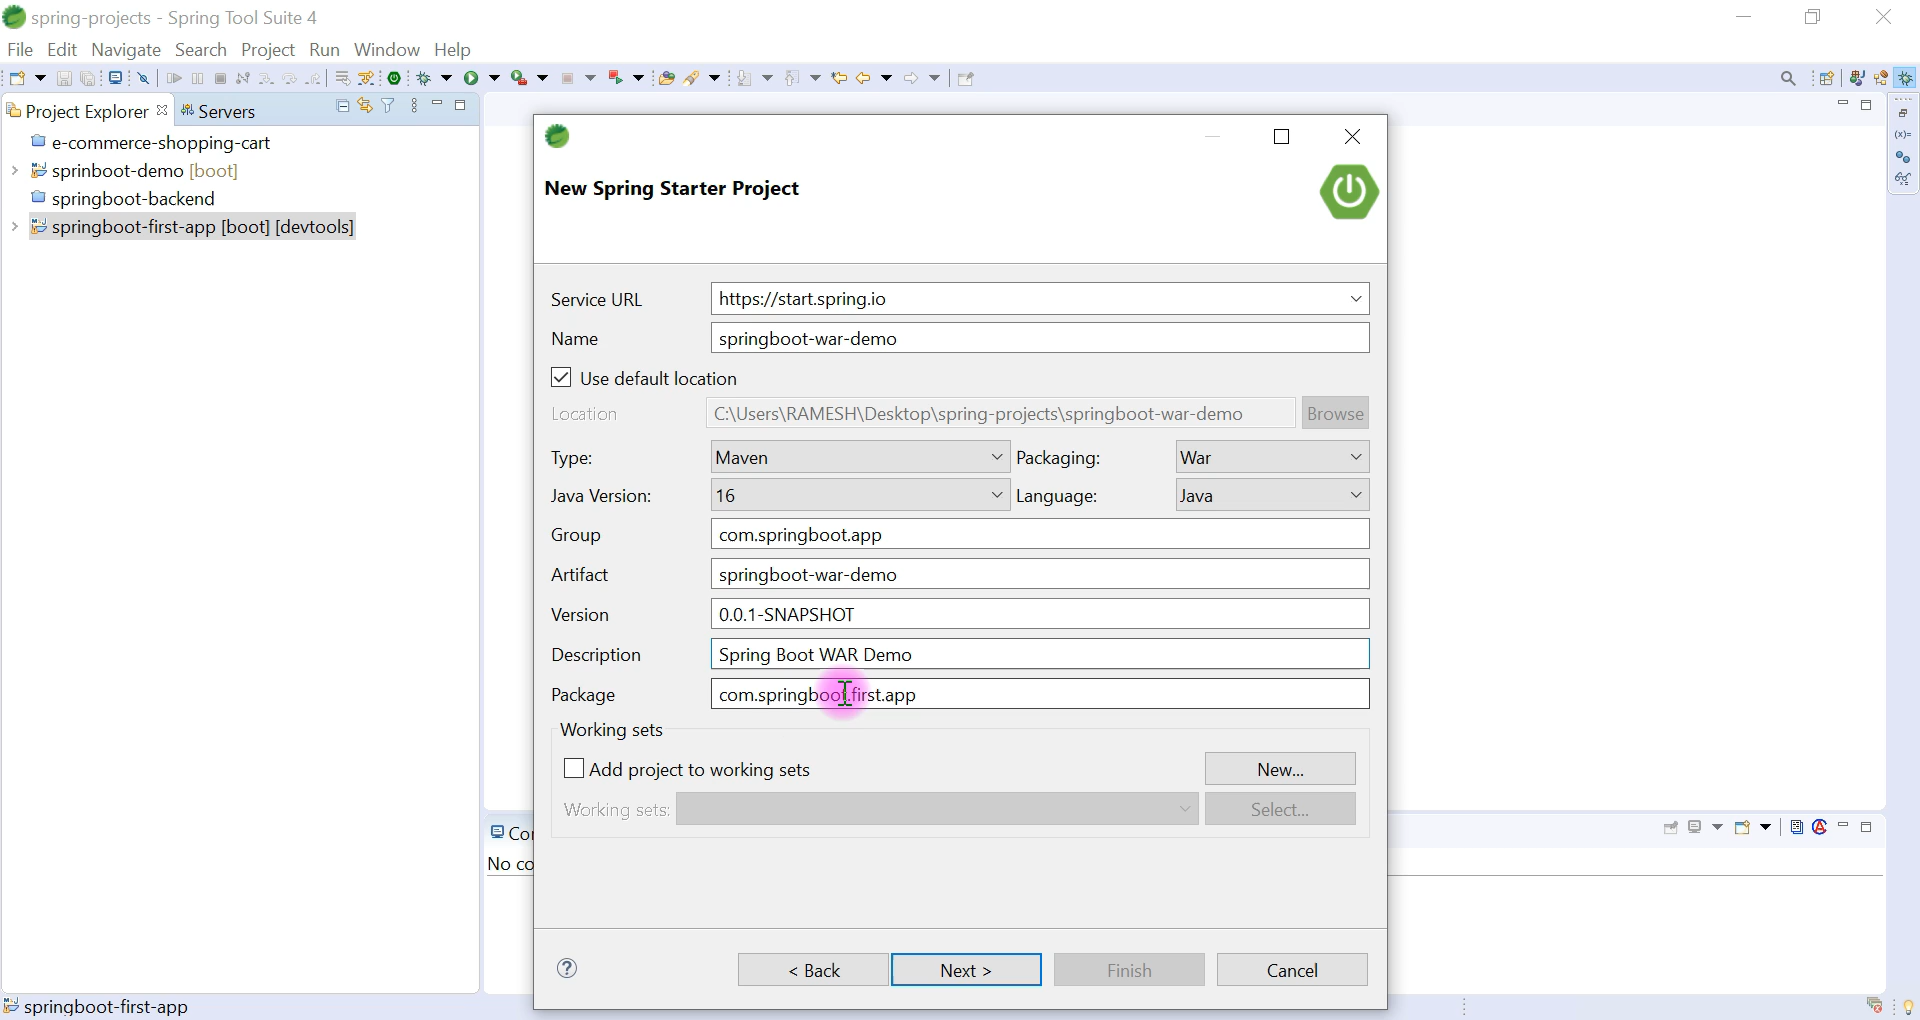 spring-projects - Spring Tool Suite 4
File Edit Navigate Search Project Run Window Help
Project Explorer Servers
e-commerce-shopping-cart
sprinboot-demo [boot]
springboot-backend
springboot-first-app [boot] [devtools]
New Spring Starter Project
Service URL https://start.spring.io
Name springboot-war-demo
Use default location
Location C:\Users\RAMESH\Desktop\spring-projects\springboot-war-demo Browse
Type: Maven Packaging: War
Java Version: 16 Language: Java
Group com.springboot.app
Artifact springboot-war-demo
Version 0.0.1-SNAPSHOT
Description Spring Boot WAR Demo
Package com.springboot.first.app
Working sets
Add project to working sets New...
Working sets: Select...
Co
No co
< Back Next > Finish Cancel
springboot-first-app